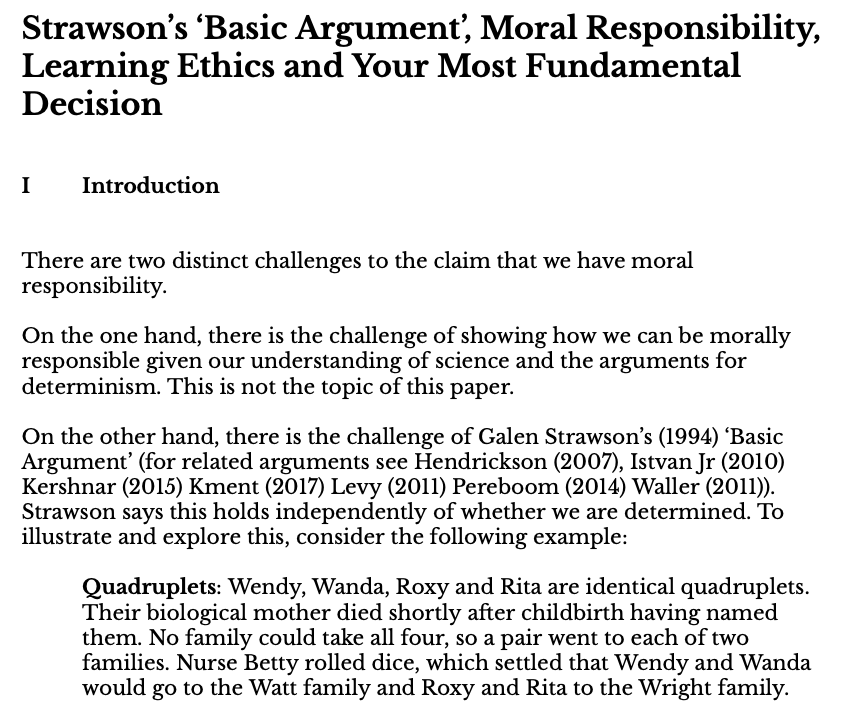 Strawson's 'Basic Argument', Moral Responsibility,
Learning Ethics and Your Most Fundamental
Decision
I Introduction
There are two distinct challenges to the claim that we have moral
responsibility.
On the one hand, there is the challenge of showing how we can be morally
responsible given our understanding of science and the arguments for
determinism. This is not the topic of this paper.
On the other hand, there is the challenge of Galen Strawson's (1994) 'Basic
Argument' (for related arguments see Hendrickson (2007), Istvan Jr (2010)
Kershnar (2015) Kment (2017) Levy (2011) Pereboom (2014) Waller (2011)).
Strawson says this holds independently of whether we are determined. To
illustrate and explore this, consider the following example:
Quadruplets: Wendy, Wanda, Roxy and Rita are identical quadruplets.
Their biological mother died shortly after childbirth having named
them. No family could take all four, so a pair went to each of two
families. Nurse Betty rolled dice, which settled that Wendy and Wanda
would go to the Watt family and Roxy and Rita to the Wright family.